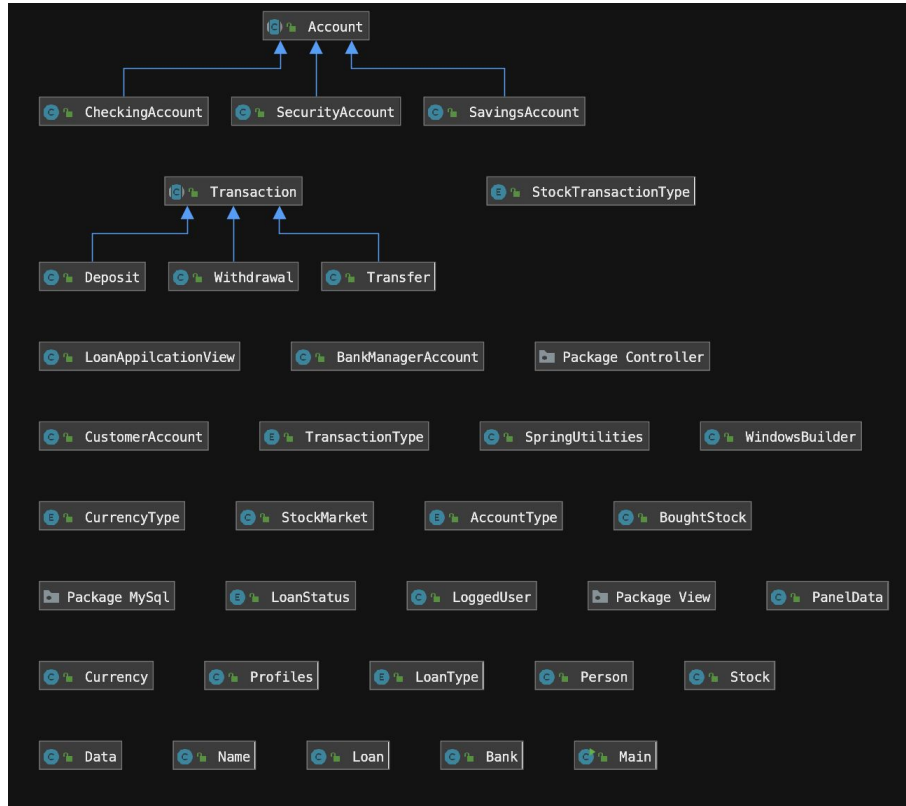 Account
CheckingAccount SecurityAccount SavingsAccount
Transaction StockTransactionType
Deposit Withdrawal Transfer
LoanAppilcationView BankManagerAccount Package Controller
CustomerAccount TransactionType SpringUtilities WindowsBuilder
CurrencyType StockMarket AccountType BoughtStock
Package MySql LoanStatus LoggedUser Package View PanelData
Currency Profiles LoanType Person Stock
Data Name Loan Bank Main